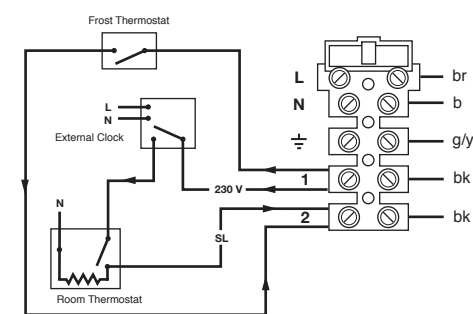 Frost Thermostat
L
N
External Clock
230 V
N
SL
Room Thermostat
L
N
1
2
br
b
g/y
bk
bk